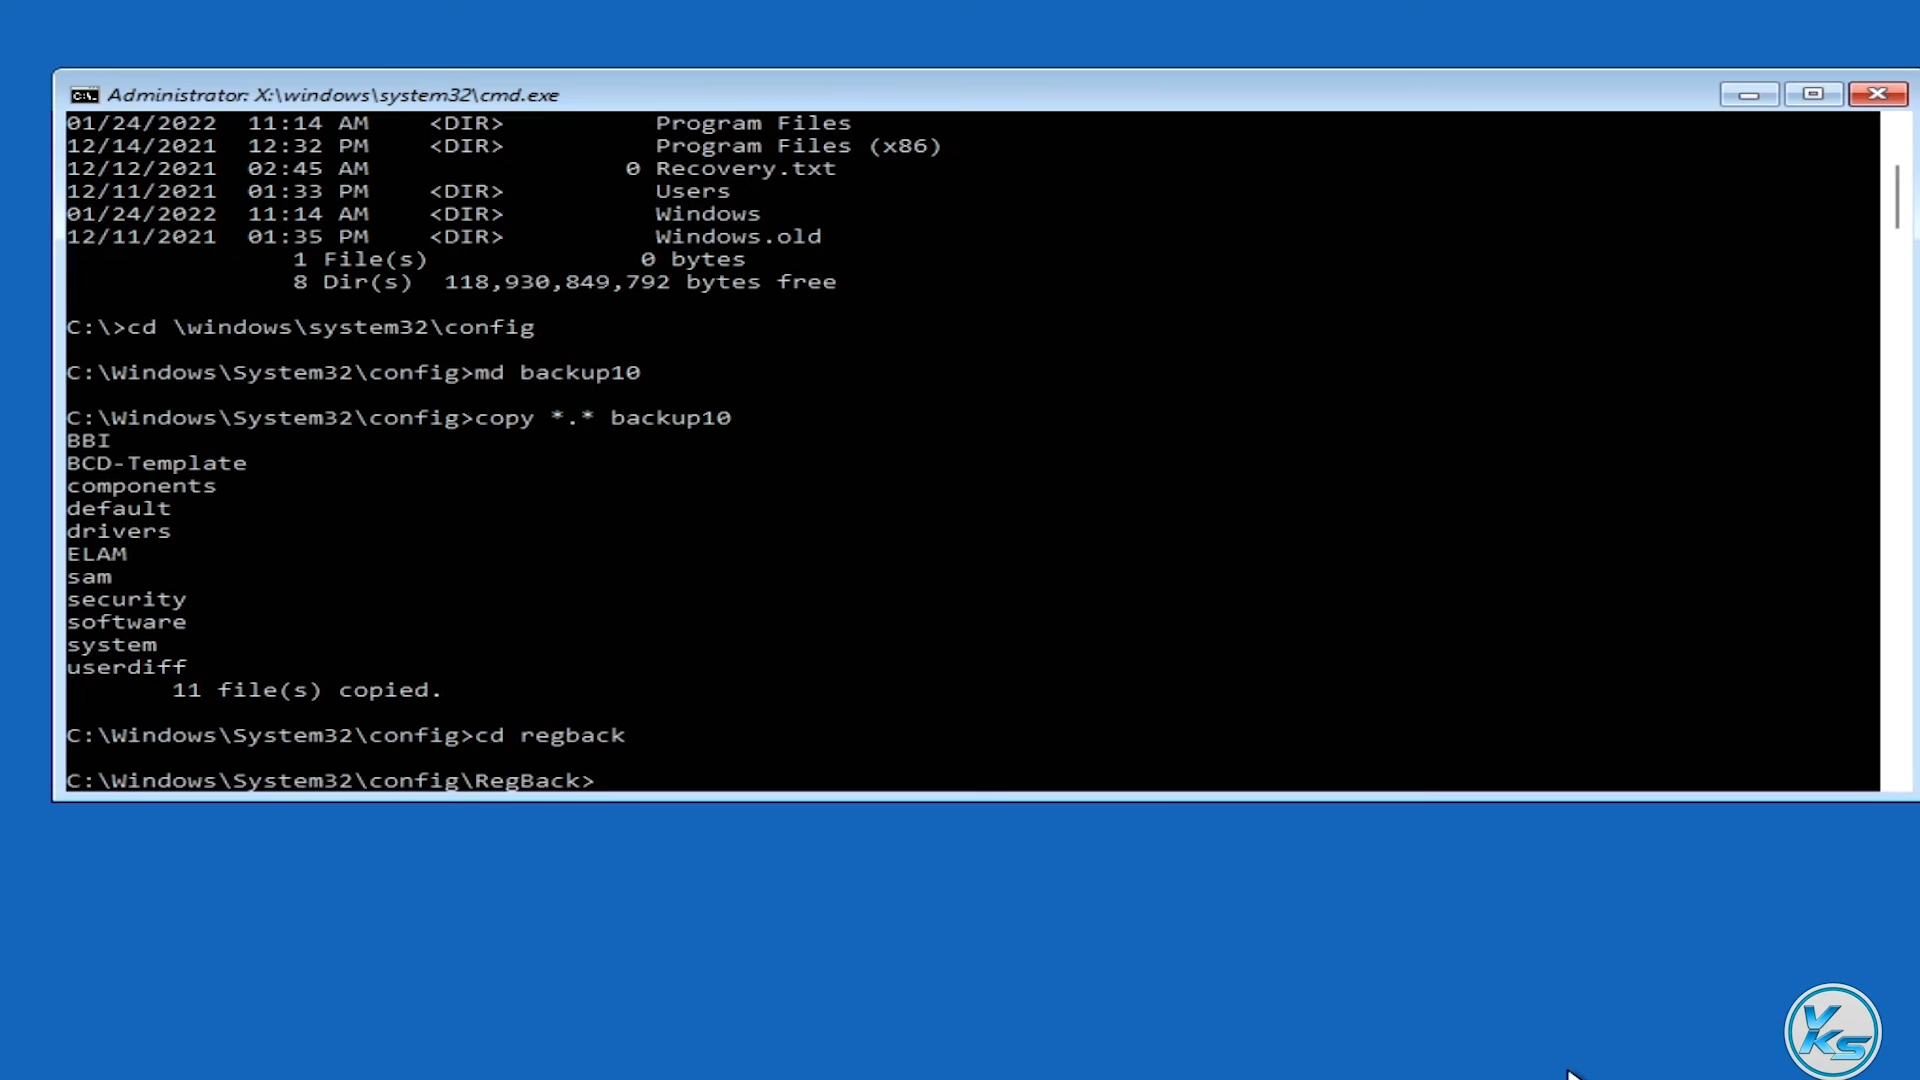 Administrator: X:\windows\system32\cmd.exe
01/24/2022  11:14 AM    <DIR>          Program Files
12/14/2021  12:32 PM    <DIR>          Program Files (x86)
12/12/2021  02:45 AM                 0 Recovery.txt
12/11/2021  01:33 PM    <DIR>          Users
01/24/2022  11:14 AM    <DIR>          Windows
12/11/2021  01:35 PM    <DIR>          Windows.old
               1 File(s)              0 bytes
               8 Dir(s)  118,930,849,792 bytes free
C:\>cd \windows\system32\config
C:\Windows\System32\config>md backup10
C:\Windows\System32\config>copy *.* backup10
BBI
BCD-Template
components
default
drivers
ELAM
sam
security
software
system
userdiff
       11 file(s) copied.
C:\Windows\System32\config>cd regback
C:\Windows\System32\config\RegBack>
YKS